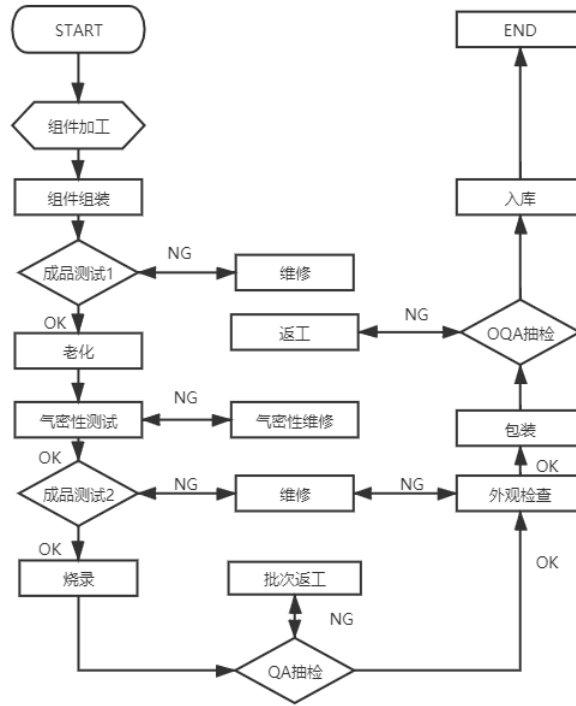 START
组件加工
组件组装
成品测试1
NG
维修
OK
老化
气密性测试
NG
气密性维修
OK
成品测试2
NG
维修
NG
外观检查
OK
烧录
QA抽检
NG
批次返工
OK
OK
包装
OQA抽检
NG
返工
入库
END